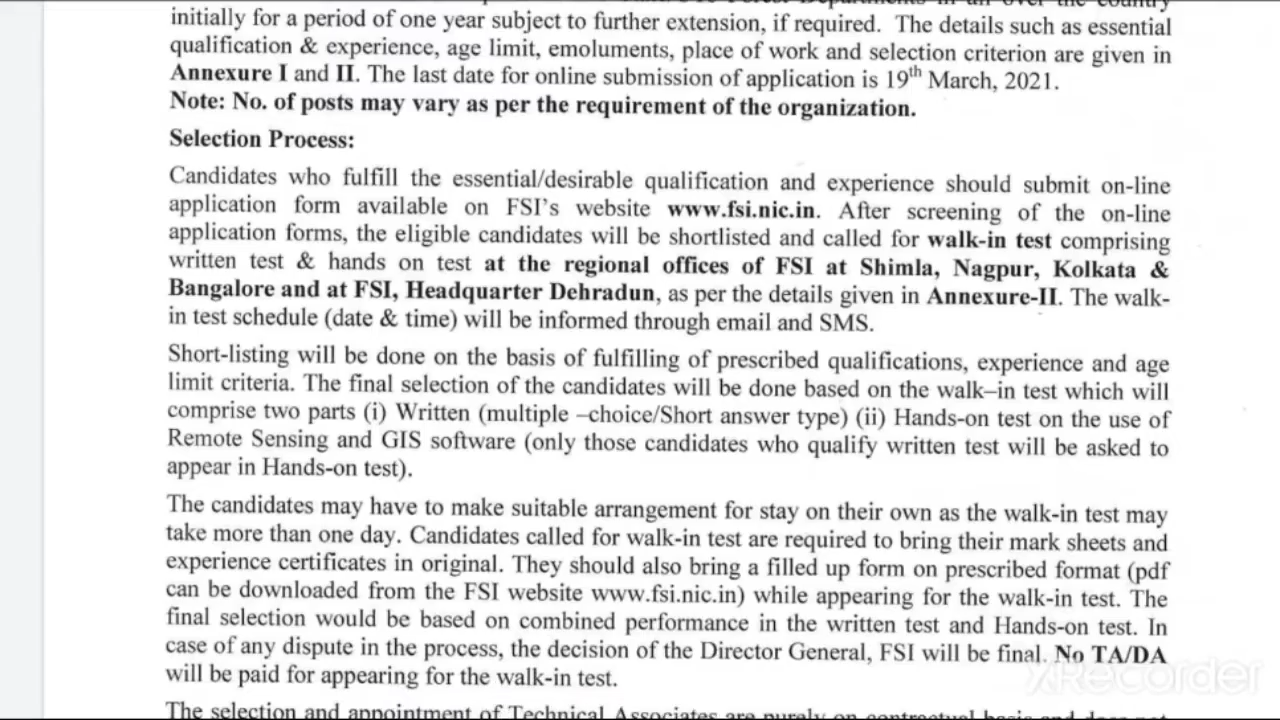 initially for a period of one year subject to further extension, if required. The details such as essential
qualification & experience, age limit, emoluments, place of work and selection criterion are given in
Annexure I and II. The last date for online submission of application is 19th March, 2021.
Note: No. of posts may vary as per the requirement of the organization.
Selection Process:
Candidates who fulfill the essential/desirable qualification and experience should submit on-line
application form available on FSI's website www.fsi.nic.in. After screening of the on-line
application forms, the eligible candidates will be shortlisted and called for walk-in test comprising
written test & hands on test at the regional offices of FSI at Shimla, Nagpur, Kolkata &
Bangalore and at FSI, Headquarter Dehradun, as per the details given in Annexure-II. The walk-
in test schedule (date & time) will be informed through email and SMS.
Short-listing will be done on the basis of fulfilling of prescribed qualifications, experience and age
limit criteria. The final selection of the candidates will be done based on the walk–in test which will
comprise two parts (i) Written (multiple –choice/Short answer type) (ii) Hands-on test on the use of
Remote Sensing and GIS software (only those candidates who qualify written test will be asked to
appear in Hands-on test).
The candidates may have to make suitable arrangement for stay on their own as the walk-in test may
take more than one day. Candidates called for walk-in test are required to bring their mark sheets and
experience certificates in original. They should also bring a filled up form on prescribed format (pdf
can be downloaded from the FSI website www.fsi.nic.in) while appearing for the walk-in test. The
final selection would be based on combined performance in the written test and Hands-on test. In
case of any dispute in the process, the decision of the Director General, FSI will be final. No TA/DA
will be paid for appearing for the walk-in test.
The selection and appointment of Technical Associates are purely on contractual basis and does not
XRecorder